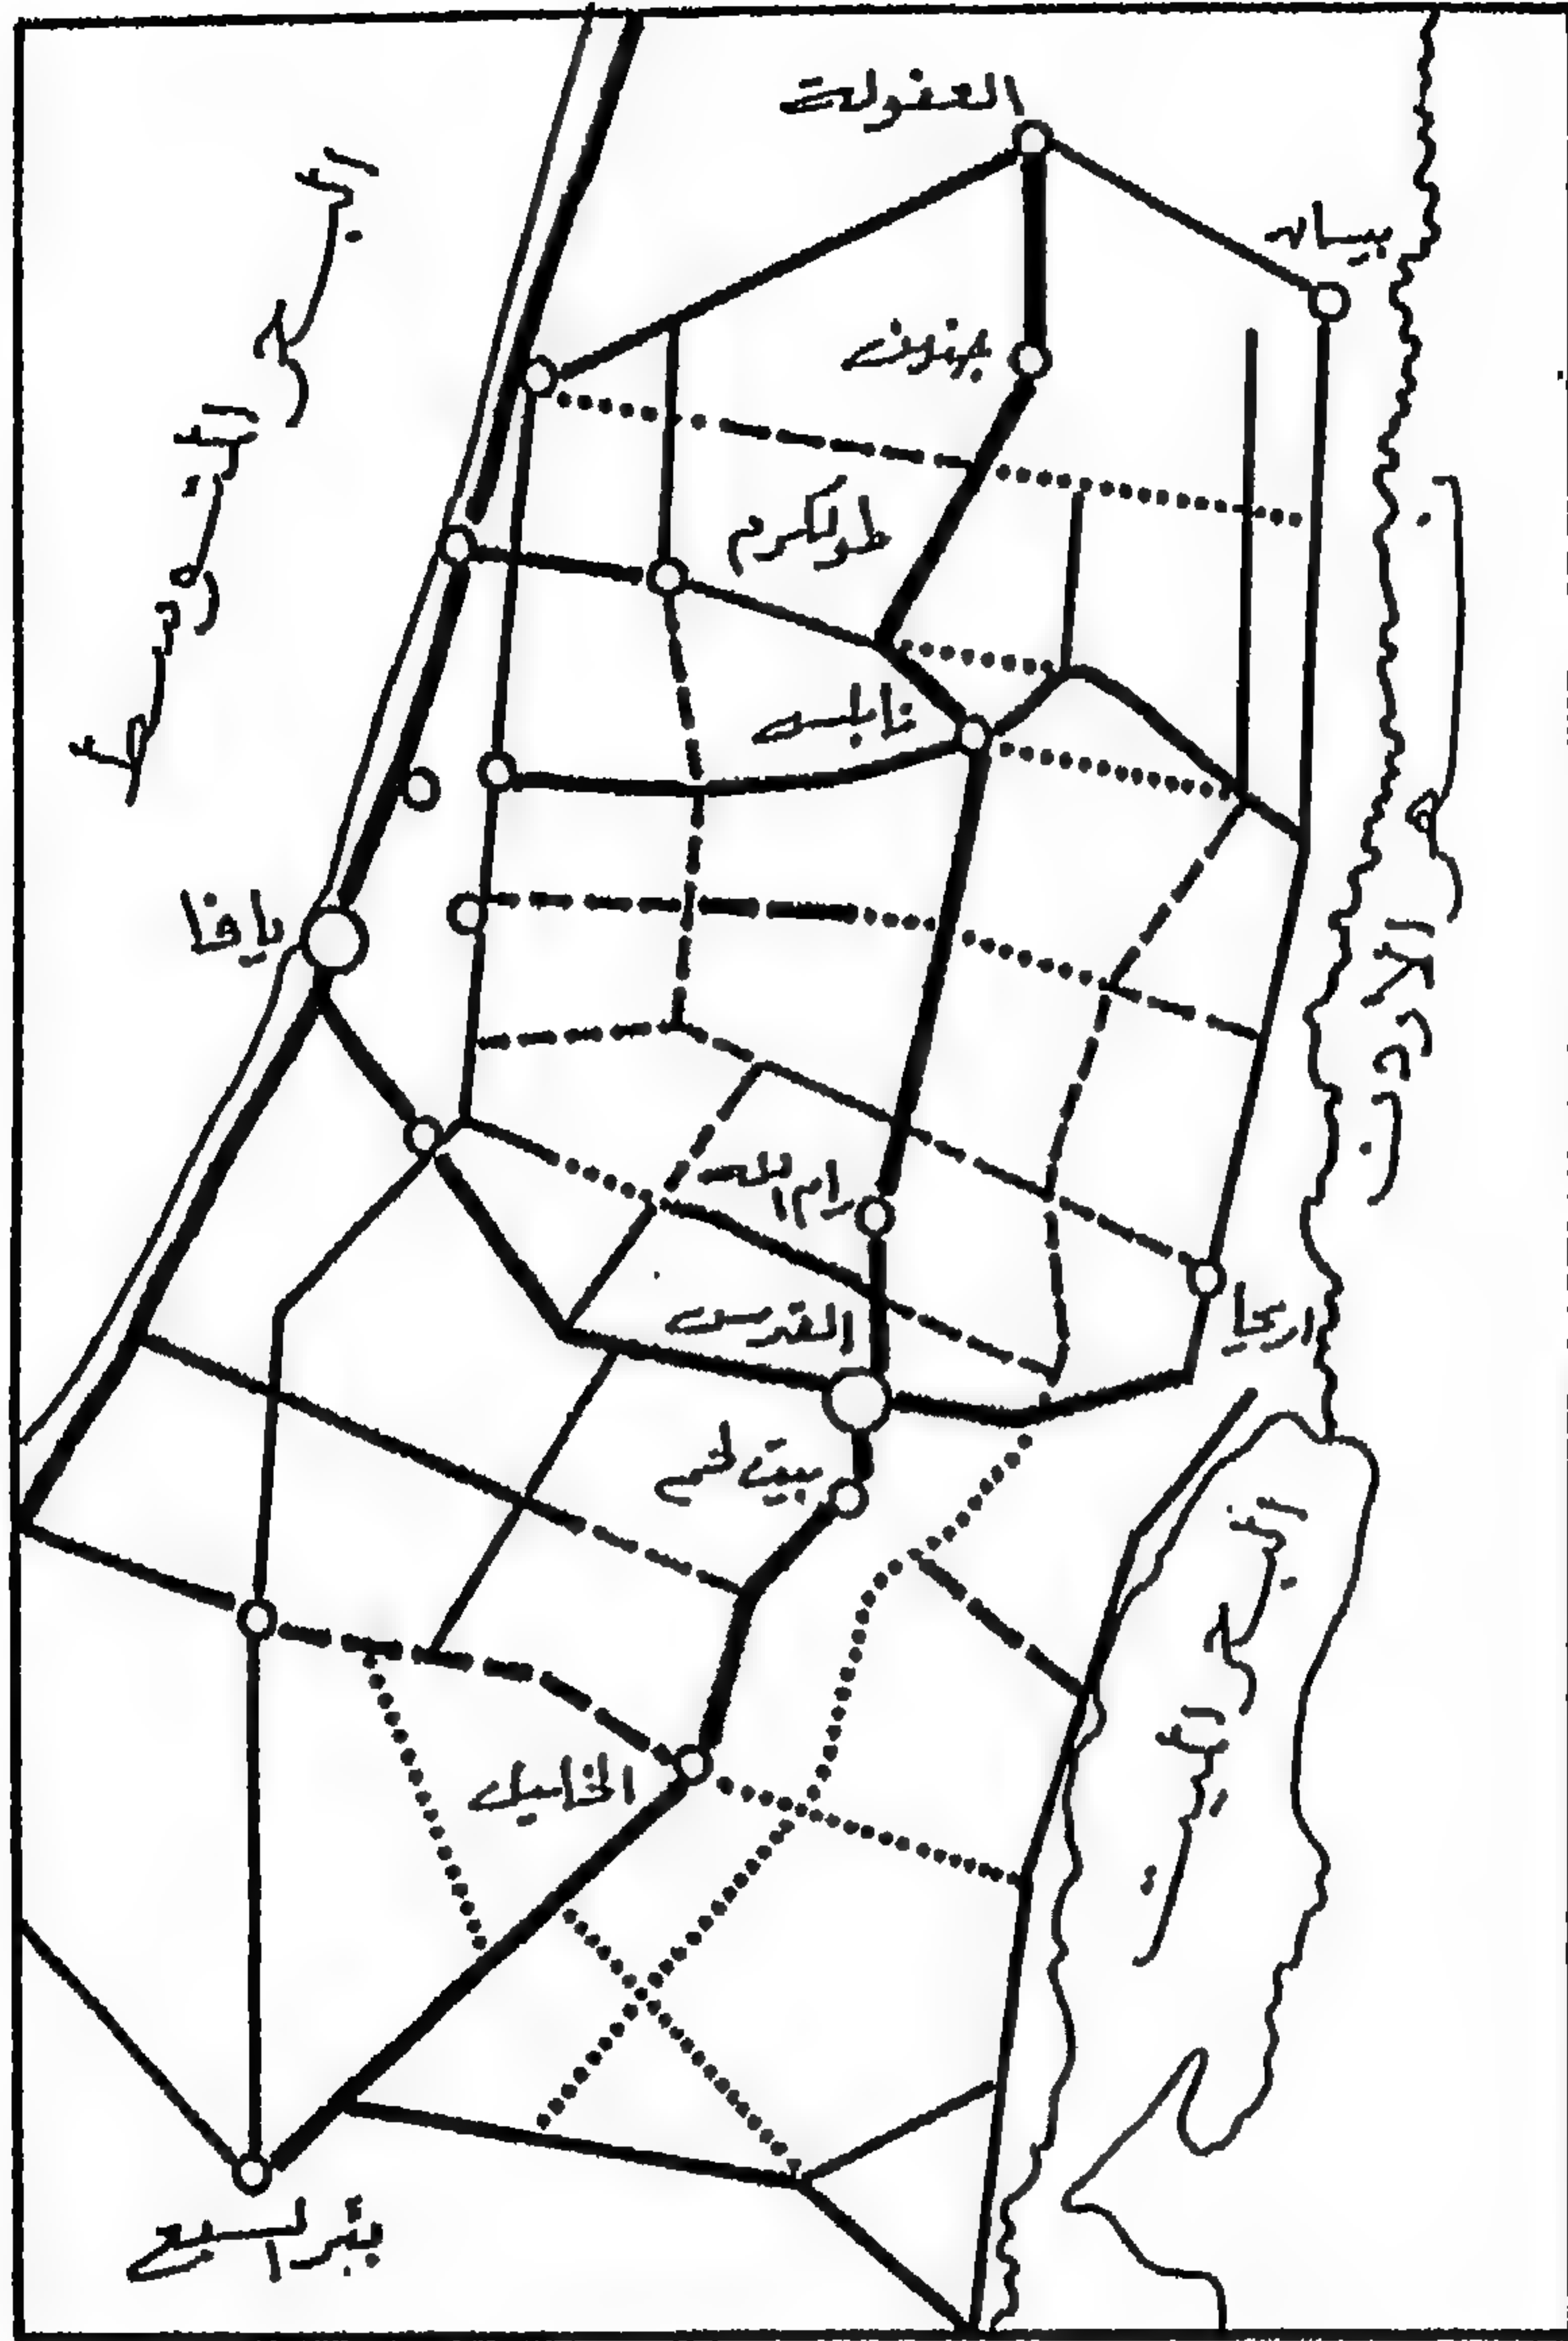 العفولة
بيسان
البحر المتوسط
جنين
طولكرم
نهر الأردن
نابلس
يافا
رام الله
اريحا
القدس
بيت لحم
البحر الميت
الخليل
بئر السبع